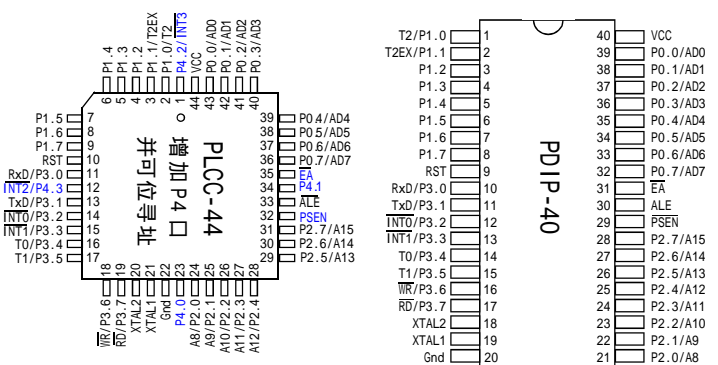 P1.4
P1.3
P1.2
P1.1/T2EX
P1.0/T2
P4.2/INT3
VCC
P0.0/AD0
P0.1/AD1
P0.2/AD2
P0.3/AD3
6 5 4 3 2 1 44 43 42 41 40
P1.5 7
P1.6 8
P1.7 9
RST 10
RxD/P3.0 11
INT2/P4.3 12
TxD/P3.1 13
INT0/P3.2 14
INT1/P3.3 15
T0/P3.4 16
T1/P3.5 17
PLCC-44
增加P4口
并可位寻址
39 P0.4/AD4
38 P0.5/AD5
37 P0.6/AD6
36 P0.7/AD7
35 EA
34 P4.1
33 ALE
32 PSEN
31 P2.7/A15
30 P2.6/A14
29 P2.5/A13
18 19 20 21 22 23 24 25 26 27 28
WR/P3.6
RD/P3.7
XTAL2
XTAL1
Gnd
P4.0
A8/P2.0
A9/P2.1
A10/P2.2
A11/P2.3
A12/P2.4
T2/P1.0 1
T2EX/P1.1 2
P1.2 3
P1.3 4
P1.4 5
P1.5 6
P1.6 7
P1.7 8
RST 9
RxD/P3.0 10
TxD/P3.1 11
INT0/P3.2 12
INT1/P3.3 13
T0/P3.4 14
T1/P3.5 15
WR/P3.6 16
RD/P3.7 17
XTAL2 18
XTAL1 19
Gnd 20
PDIP-40
40 VCC
39 P0.0/AD0
38 P0.1/AD1
37 P0.2/AD2
36 P0.3/AD3
35 P0.4/AD4
34 P0.5/AD5
33 P0.6/AD6
32 P0.7/AD7
31 EA
30 ALE
29 PSEN
28 P2.7/A15
27 P2.6/A14
26 P2.5/A13
25 P2.4/A12
24 P2.3/A11
23 P2.2/A10
22 P2.1/A9
21 P2.0/A8